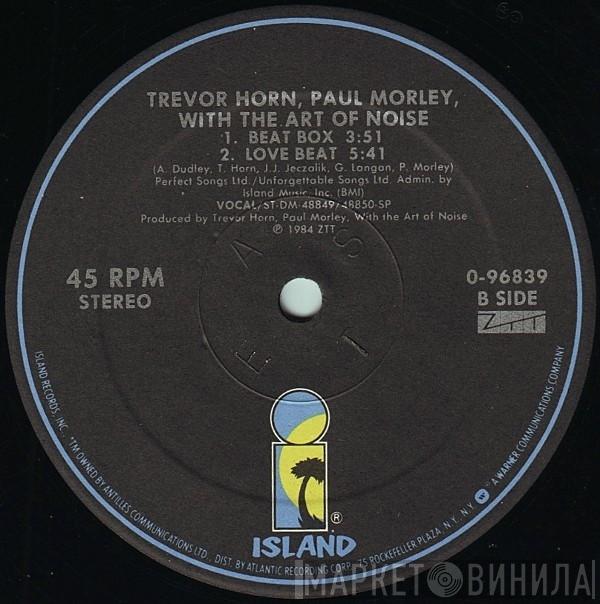 TREVOR HORN, PAUL MORLEY,
WITH THE ART OF NOISE
1. BEAT BOX 3:51
2. LOVE BEAT 5:41
(A. Dudley, T. Horn, J.J. Jeczalik, G. Langan, P. Morley)
Perfect Songs Ltd./Unforgettable Songs Ltd. Admin. by
Island Music, Inc. (BMI)
VOCAL/ST-DM-48849/48850-SP
Produced by Trevor Horn, Paul Morley, With the Art of Noise
℗ 1984 ZTT
45 RPM
STEREO
0-96839
B SIDE
ZTT
E A S T
i
®
ISLAND
ISLAND RECORDS, INC., *TM OWNED BY ANTILLES COMMUNICATIONS LTD., DIST. BY ATLANTIC RECORDING CORP., 75 ROCKEFELLER PLAZA, N.Y., N.Y. A WARNER COMMUNICATIONS COMPANY
МАРКЕТ ВИНИЛА